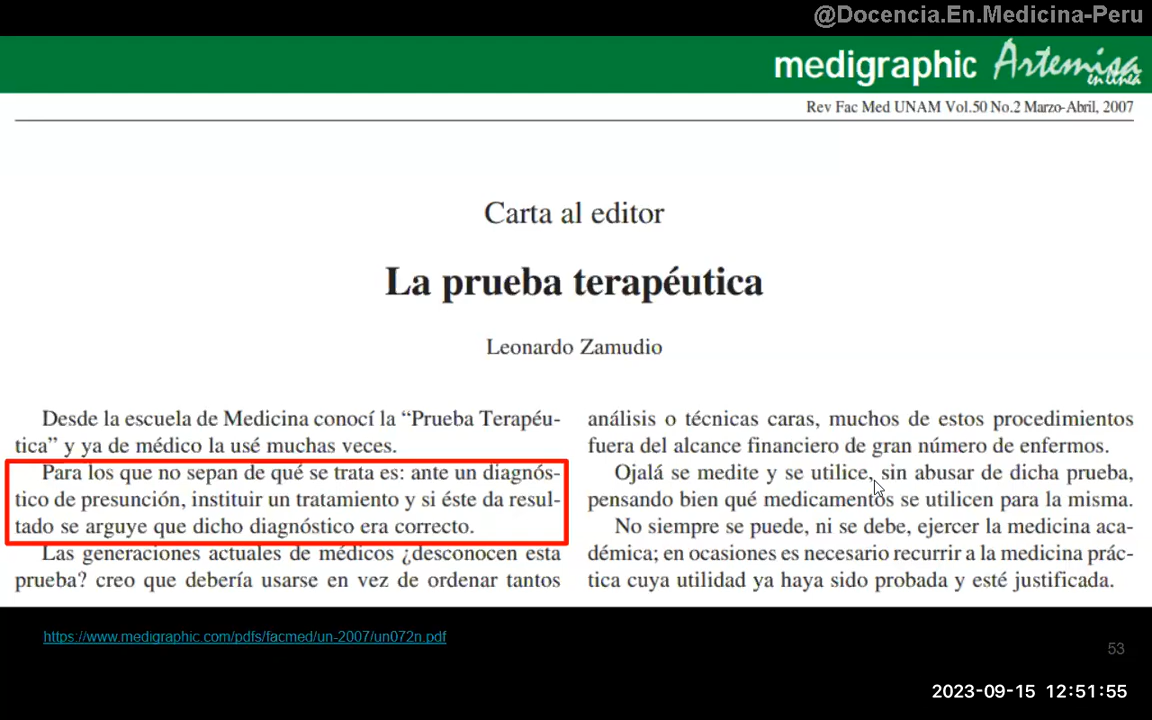 @Docencia.En.Medicina-Peru
medigraphic Artemisa
en línea
Rev Fac Med UNAM Vol.50 No.2 Marzo-Abril, 2007
Carta al editor
La prueba terapéutica
Leonardo Zamudio
Desde la escuela de Medicina conocí la “Prueba Terapéu-
tica” y ya de médico la usé muchas veces.
Para los que no sepan de qué se trata es: ante un diagnós-
tico de presunción, instituir un tratamiento y si éste da resul-
tado se arguye que dicho diagnóstico era correcto.
Las generaciones actuales de médicos ¿desconocen esta
prueba? creo que debería usarse en vez de ordenar tantos
análisis o técnicas caras, muchos de estos procedimientos
fuera del alcance financiero de gran número de enfermos.
Ojalá se medite y se utilice, sin abusar de dicha prueba,
pensando bien qué medicamentos se utilicen para la misma.
No siempre se puede, ni se debe, ejercer la medicina aca-
démica; en ocasiones es necesario recurrir a la medicina prác-
tica cuya utilidad ya haya sido probada y esté justificada.
https://www.medigraphic.com/pdfs/facmed/un-2007/un072n.pdf
53
2023-09-15 12:51:55